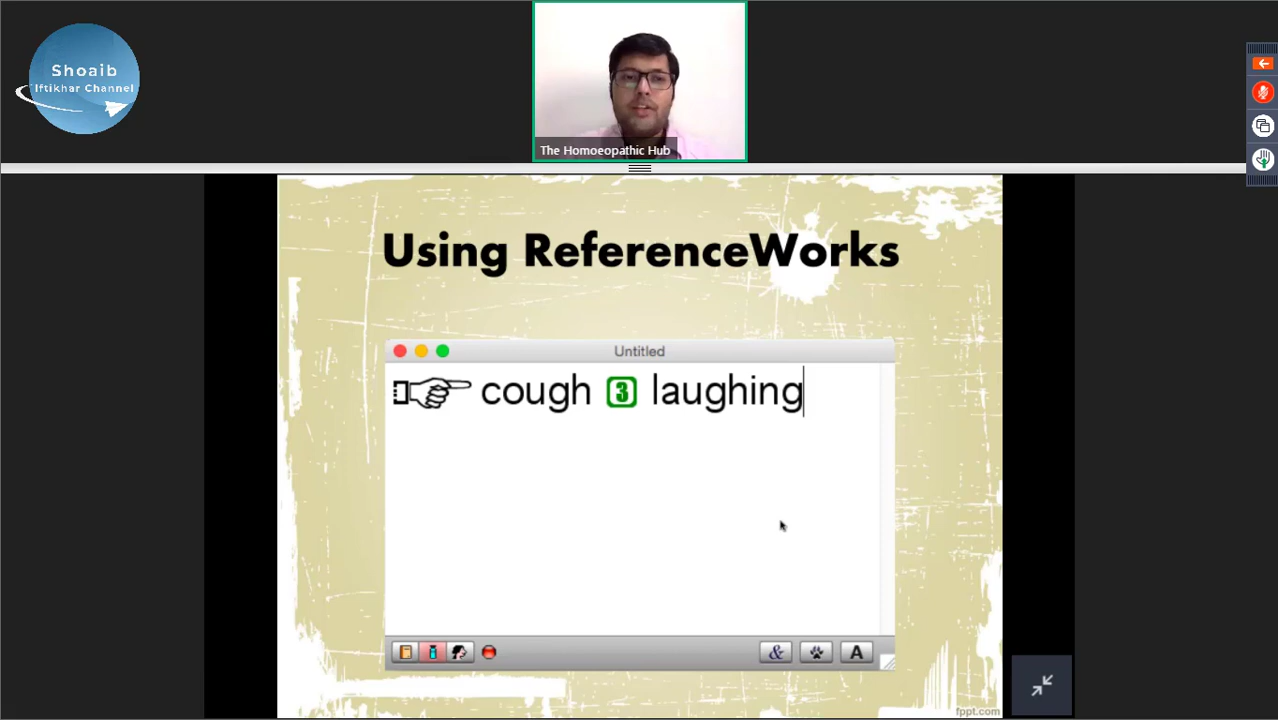 Shoaib
Iftikhar Channel
The Homoeopathic Hub
Using ReferenceWorks
Untitled
cough 3 laughing
& A
fppt.com